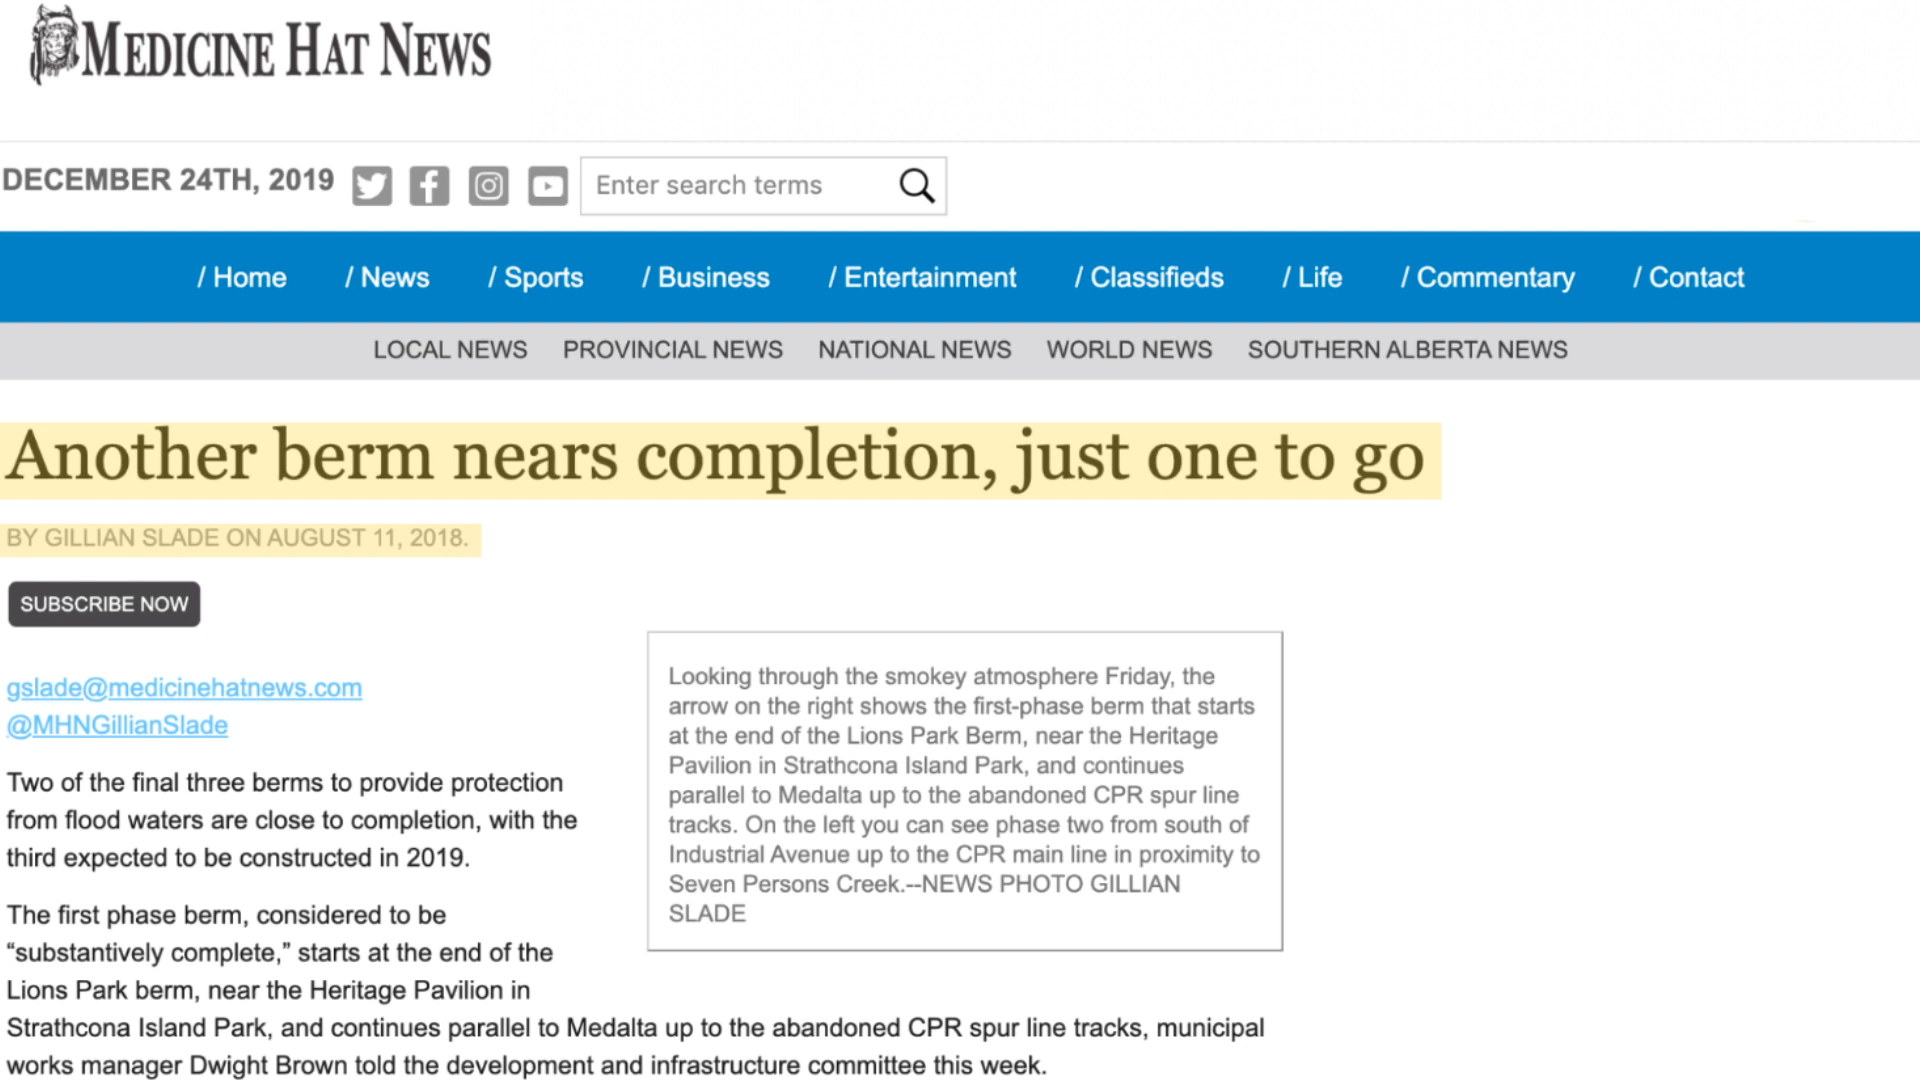 MEDICINE HAT NEWS
DECEMBER 24TH, 2019
Enter search terms
/ Home / News / Sports / Business / Entertainment / Classifieds / Life / Commentary / Contact
LOCAL NEWS PROVINCIAL NEWS NATIONAL NEWS WORLD NEWS SOUTHERN ALBERTA NEWS
Another berm nears completion, just one to go
BY GILLIAN SLADE ON AUGUST 11, 2018.
SUBSCRIBE NOW
gslade@medicinehatnews.com
@MHNGillianSlade
Looking through the smokey atmosphere Friday, the
arrow on the right shows the first-phase berm that starts
at the end of the Lions Park Berm, near the Heritage
Pavilion in Strathcona Island Park, and continues
parallel to Medalta up to the abandoned CPR spur line
tracks. On the left you can see phase two from south of
Industrial Avenue up to the CPR main line in proximity to
Seven Persons Creek.--NEWS PHOTO GILLIAN
SLADE
Two of the final three berms to provide protection
from flood waters are close to completion, with the
third expected to be constructed in 2019.
The first phase berm, considered to be
“substantively complete,” starts at the end of the
Lions Park berm, near the Heritage Pavilion in
Strathcona Island Park, and continues parallel to Medalta up to the abandoned CPR spur line tracks, municipal
works manager Dwight Brown told the development and infrastructure committee this week.